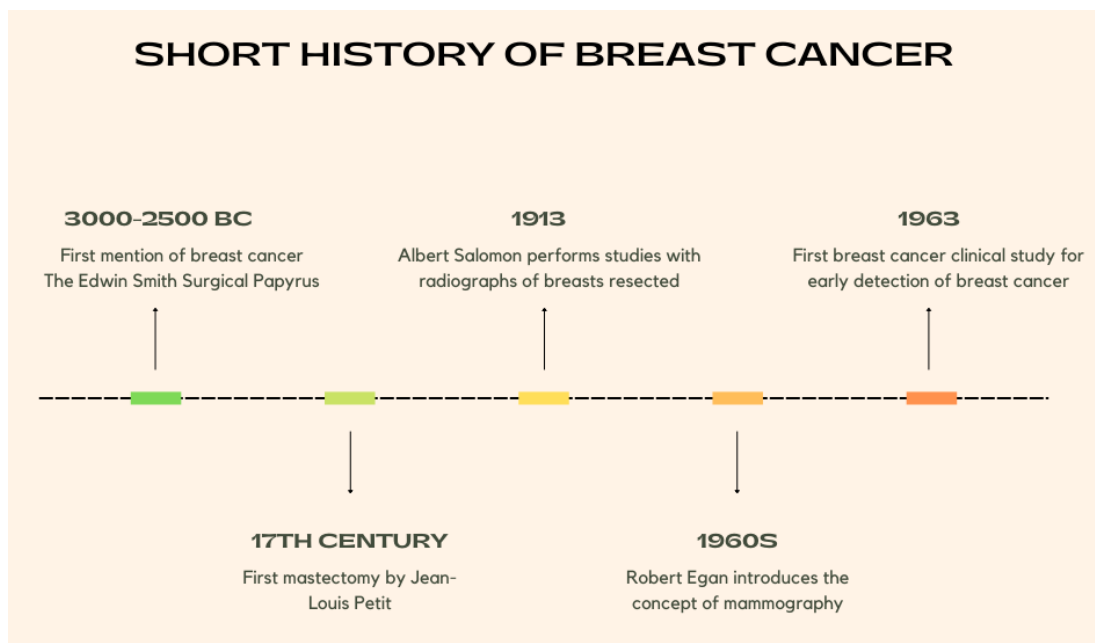 SHORT HISTORY OF BREAST CANCER
3000-2500 BC
First mention of breast cancer
The Edwin Smith Surgical Papyrus
1913
Albert Salomon performs studies with
radiographs of breasts resected
1963
First breast cancer clinical study for
early detection of breast cancer
17TH CENTURY
First mastectomy by Jean-
Louis Petit
1960S
Robert Egan introduces the
concept of mammography